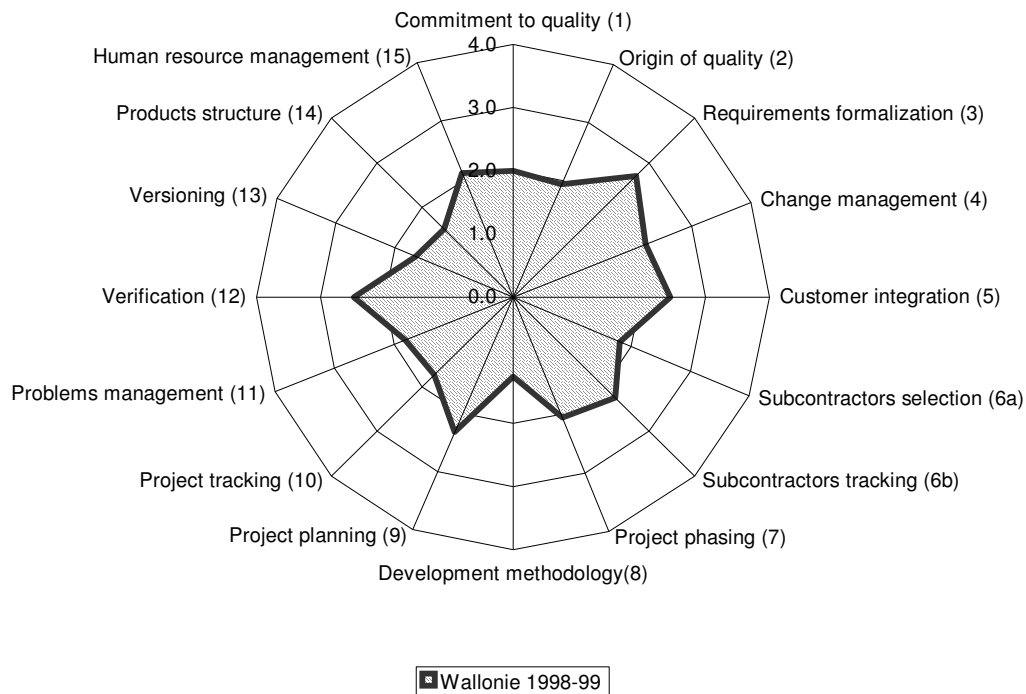 Commitment to quality (1)
4.0
Human resource management (15)
Origin of quality (2)
3.0
Products structure (14)
Requirements formalization (3)
2.0
Versioning (13)
Change management (4)
1.0
Verification (12)
0.0
Customer integration (5)
Problems management (11)
Subcontractors selection (6a)
Project tracking (10)
Subcontractors tracking (6b)
Project planning (9)
Project phasing (7)
Development methodology(8)
Wallonie 1998-99